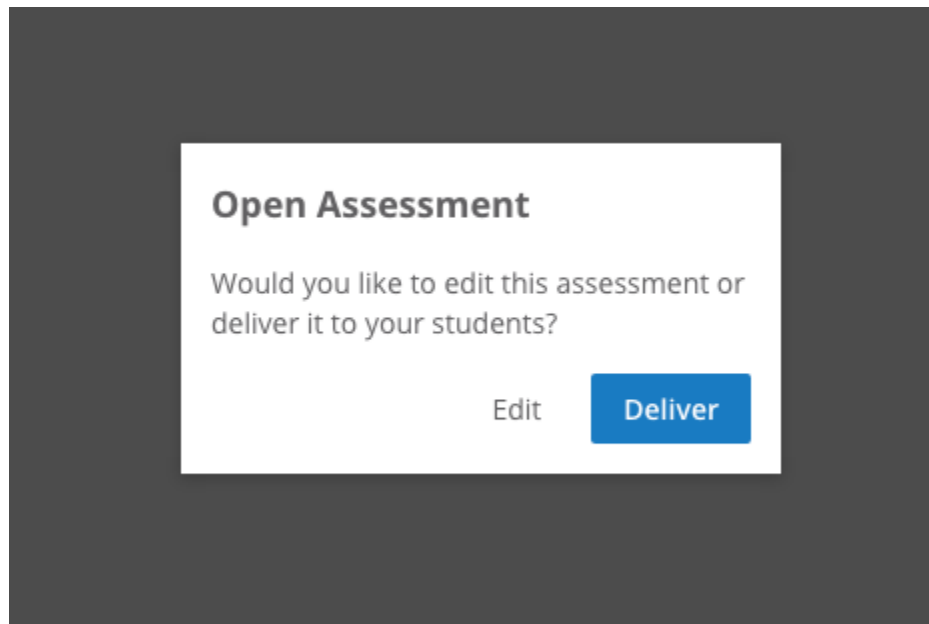 Open Assessment
Would you like to edit this assessment or
deliver it to your students?
Edit
Deliver